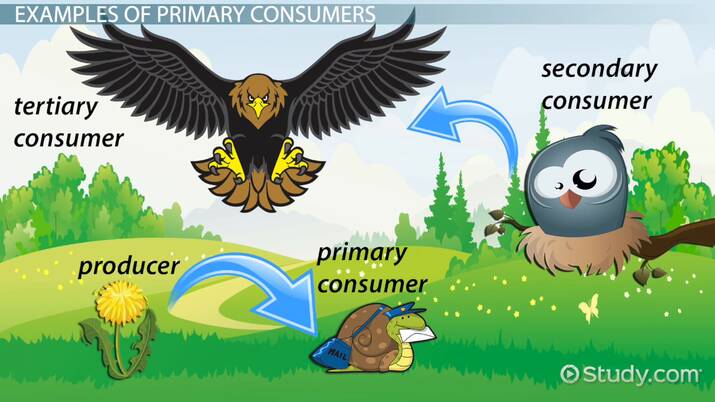 EXAMPLES OF PRIMARY CONSUMERS
tertiary
consumer
secondary
consumer
producer
primary
consumer
MAIL
Study.com